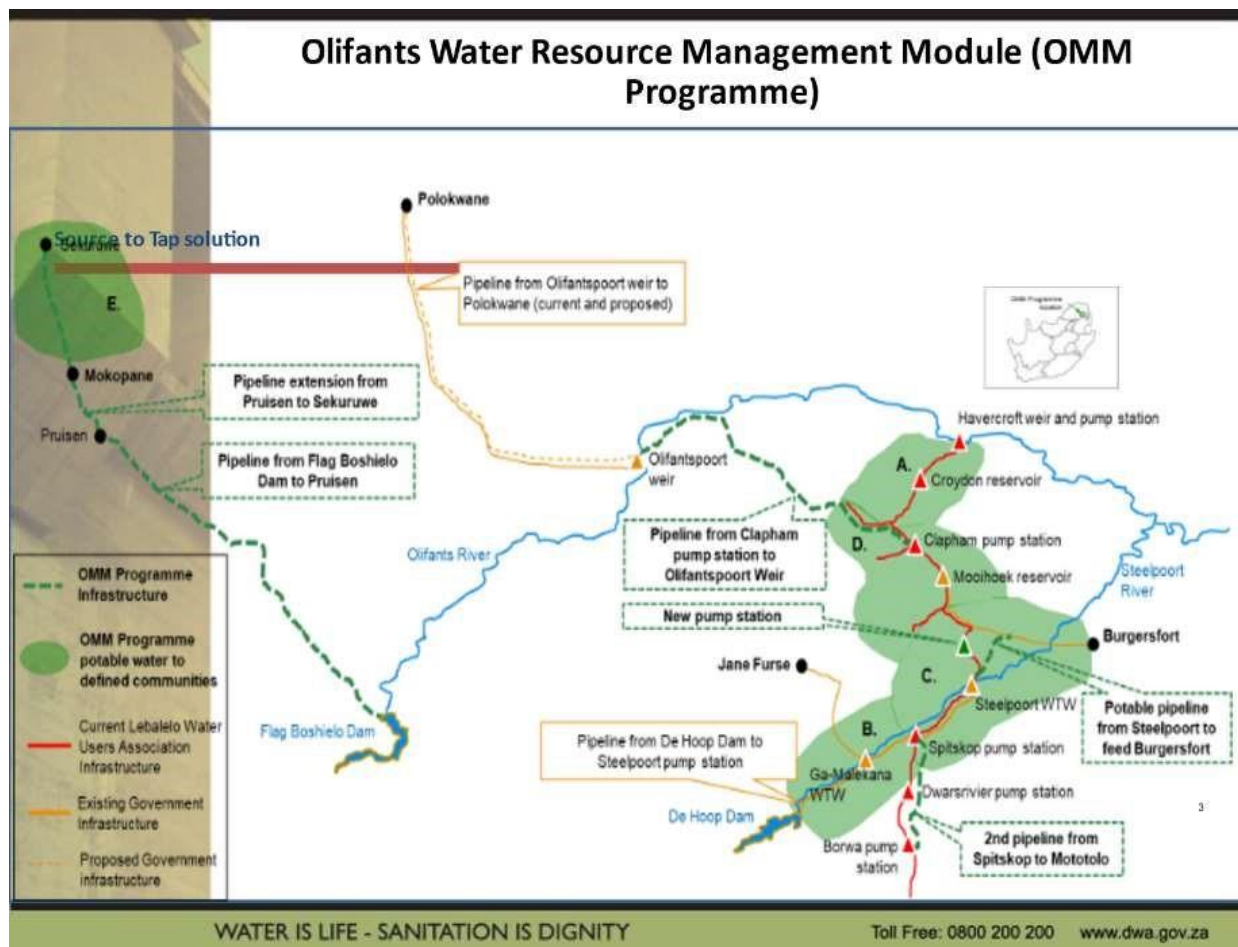 Olifants Water Resource Management Module (OMM
Programme)
Source to Tap solution
Sekuruwe
E.
Mokopane
Pruisen
Polokwane
Pipeline from Olifantspoort weir to
Polokwane (current and proposed)
Pipeline extension from
Pruisen to Sekuruwe
Pipeline from Flag Boshielo
Dam to Pruisen
OMM Programme
location
Havercroft weir and pump station
Olifantspoort
weir
A.
Croydon reservoir
Pipeline from Clapham
pump station to
Olifantspoort Weir
D.
Clapham pump station
Mooihoek reservoir
Olifants River
Steelpoort
River
New pump station
Burgersfort
Jane Furse
C.
Steelpoort WTW
Potable pipeline
from Steelpoort to
feed Burgersfort
Flag Boshielo Dam
Pipeline from De Hoop Dam to
Steelpoort pump station
B.
Spitskop pump station
Ga-Malekana
WTW
Dwarsrivier pump station
De Hoop Dam
Borwa pump
station
2nd pipeline from
Spitskop to Mototolo
3
OMM Programme
Infrastructure
OMM Programme
potable water to
defined communities
Current Lebalelo Water
Users Association
Infrastructure
Existing Government
Infrastructure
Proposed Government
infrastructure
WATER IS LIFE - SANITATION IS DIGNITY
Toll Free: 0800 200 200 www.dwa.gov.za